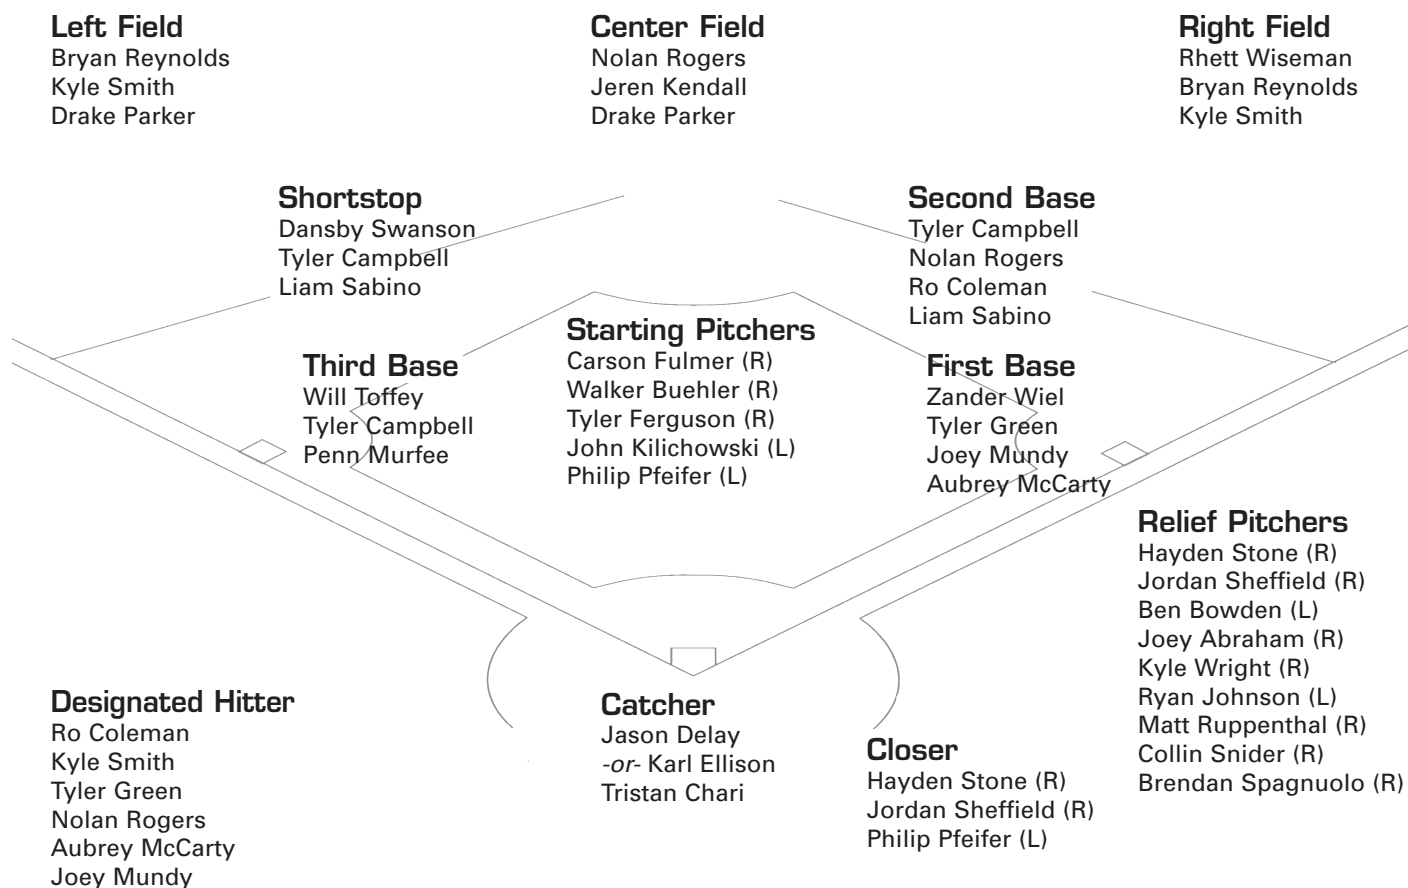 Left Field
Bryan Reynolds
Kyle Smith
Drake Parker
Center Field
Nolan Rogers
Jeren Kendall
Drake Parker
Right Field
Rhett Wiseman
Bryan Reynolds
Kyle Smith
Shortstop
Dansby Swanson
Tyler Campbell
Liam Sabino
Second Base
Tyler Campbell
Nolan Rogers
Ro Coleman
Liam Sabino
Third Base
Will Toffey
Tyler Campbell
Penn Murfee
Starting Pitchers
Carson Fulmer (R)
Walker Buehler (R)
Tyler Ferguson (R)
John Kilichowski (L)
Philip Pfeifer (L)
First Base
Zander Wiel
Tyler Green
Joey Mundy
Aubrey McCarty
Relief Pitchers
Hayden Stone (R)
Jordan Sheffield (R)
Ben Bowden (L)
Joey Abraham (R)
Kyle Wright (R)
Ryan Johnson (L)
Matt Ruppenthal (R)
Collin Snider (R)
Brendan Spagnuolo (R)
Designated Hitter
Ro Coleman
Kyle Smith
Tyler Green
Nolan Rogers
Aubrey McCarty
Joey Mundy
Catcher
Jason Delay
-or- Karl Ellison
Tristan Chari
Closer
Hayden Stone (R)
Jordan Sheffield (R)
Philip Pfeifer (L)